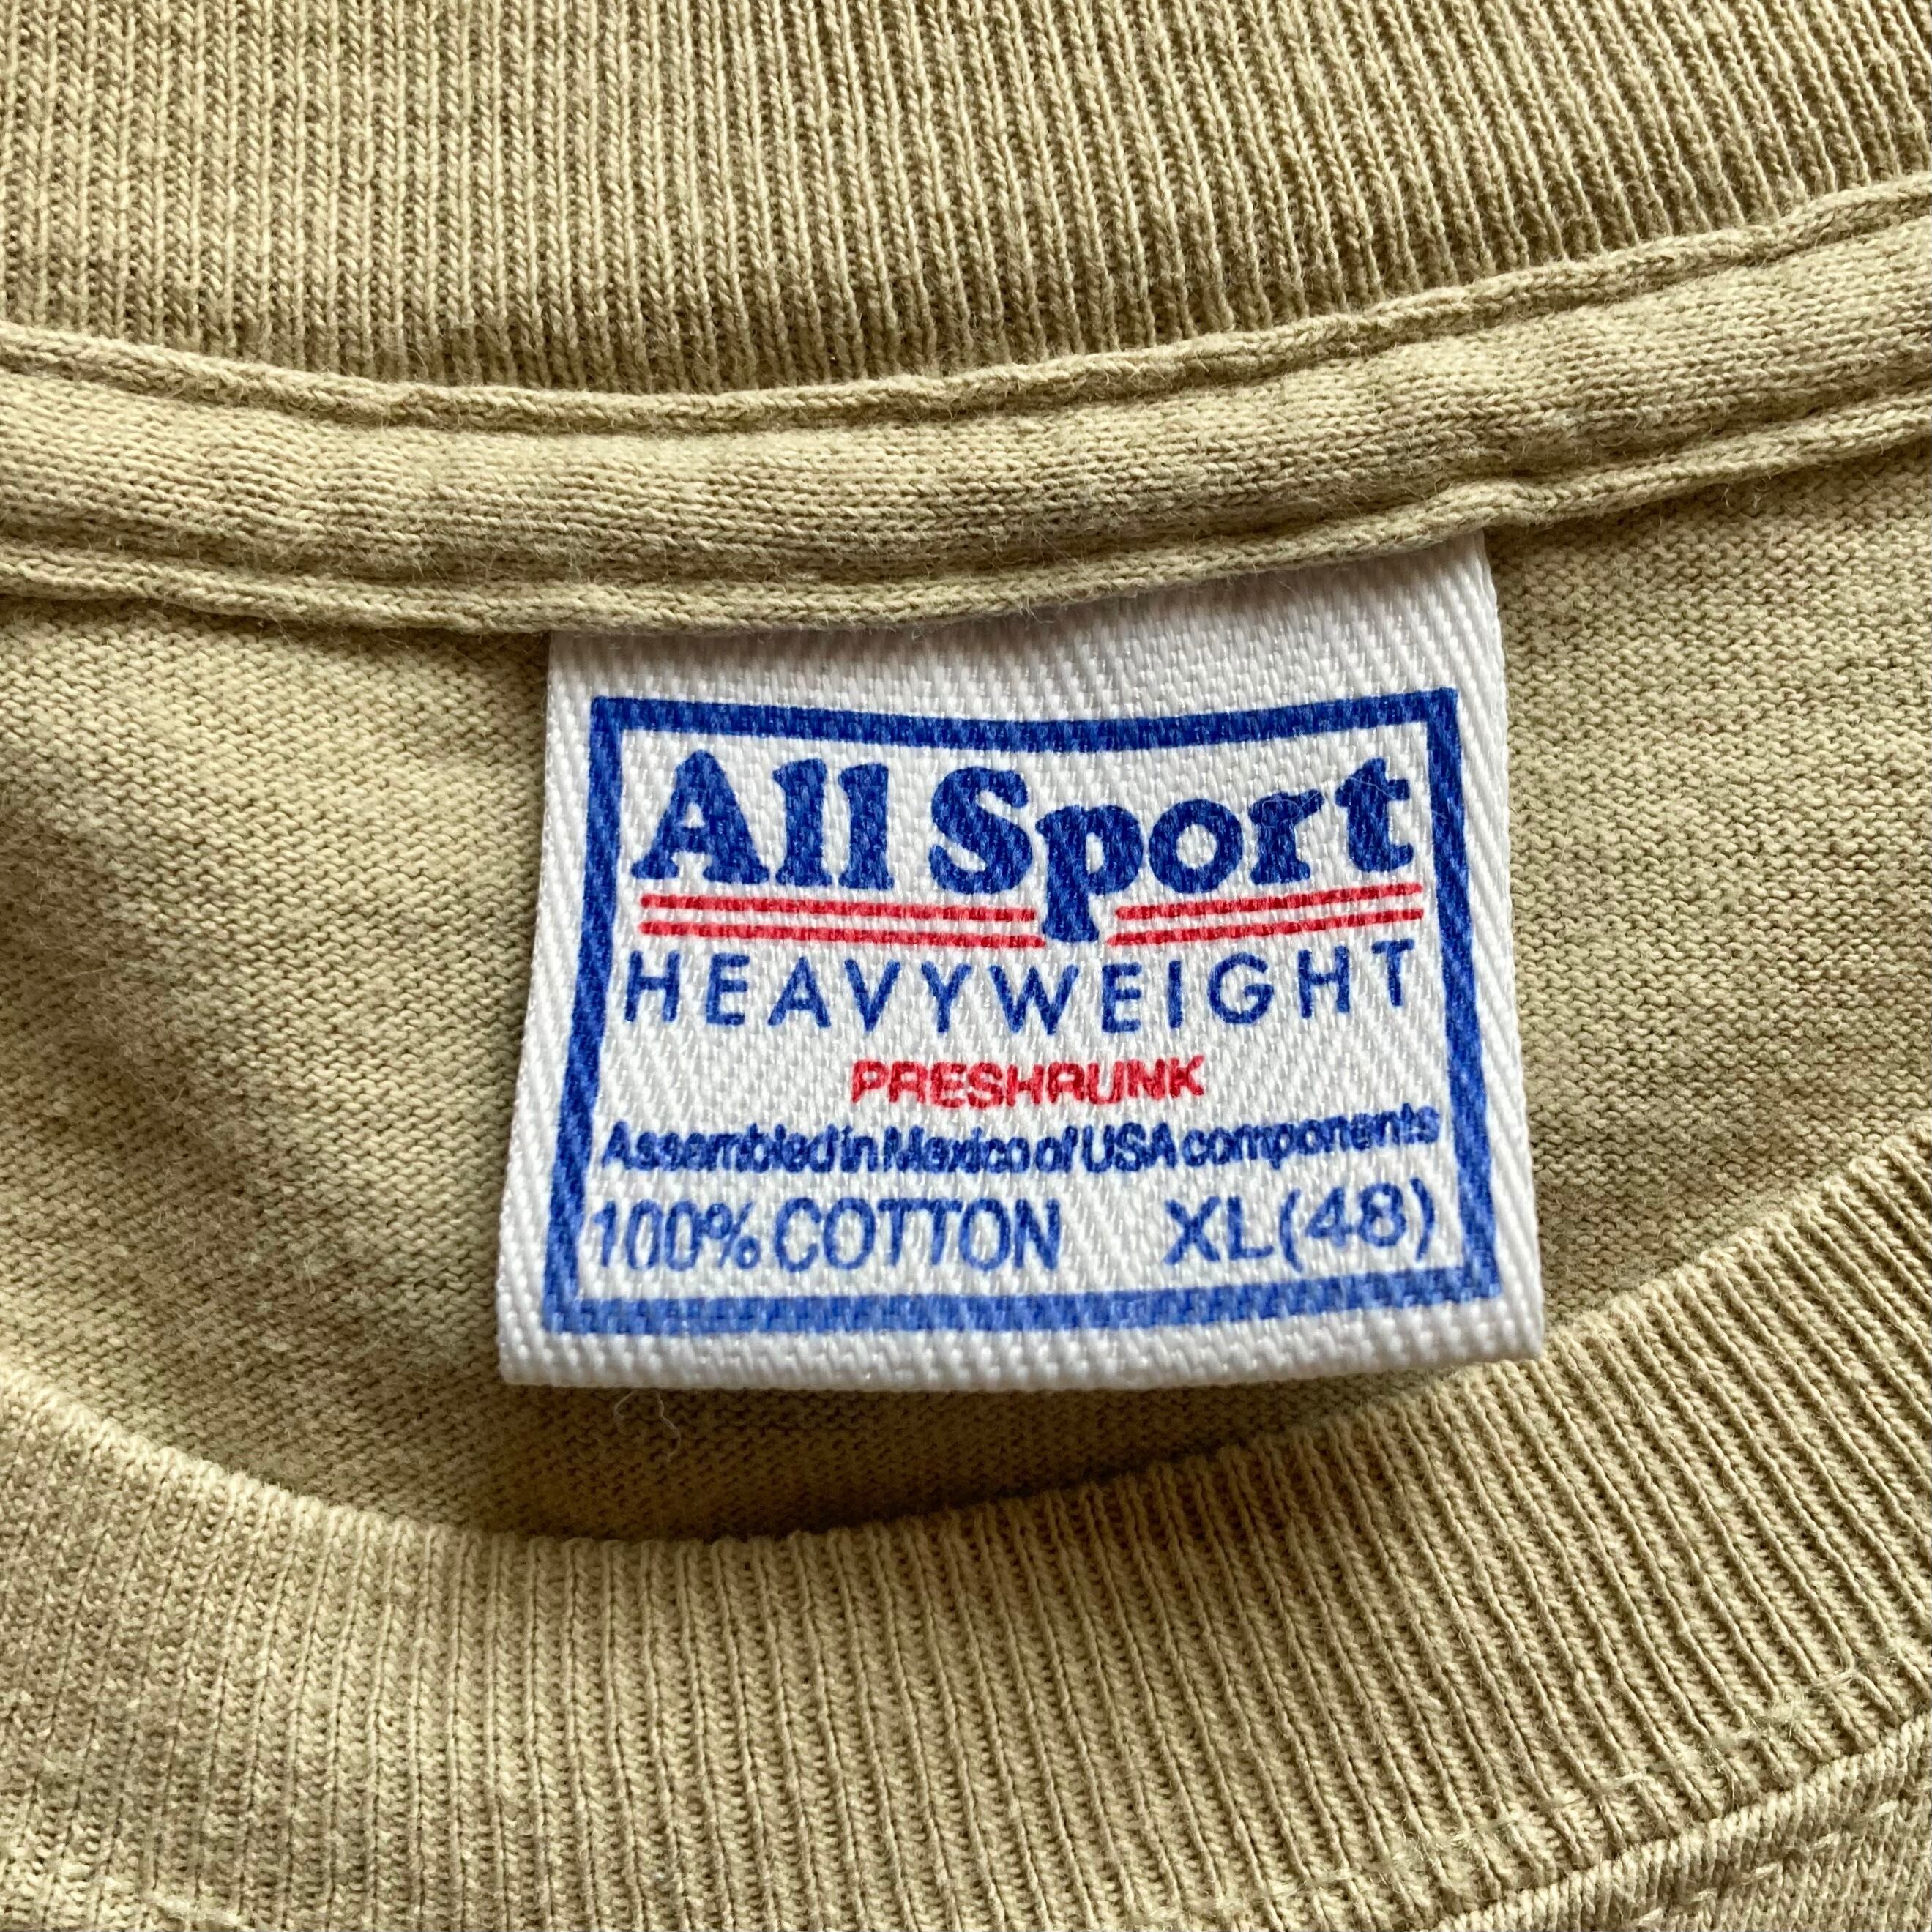 All Sport
HEAVYWEIGHT
PRESHRUNK
Assembled in Mexico of USA components
100% COTTON XL (48)